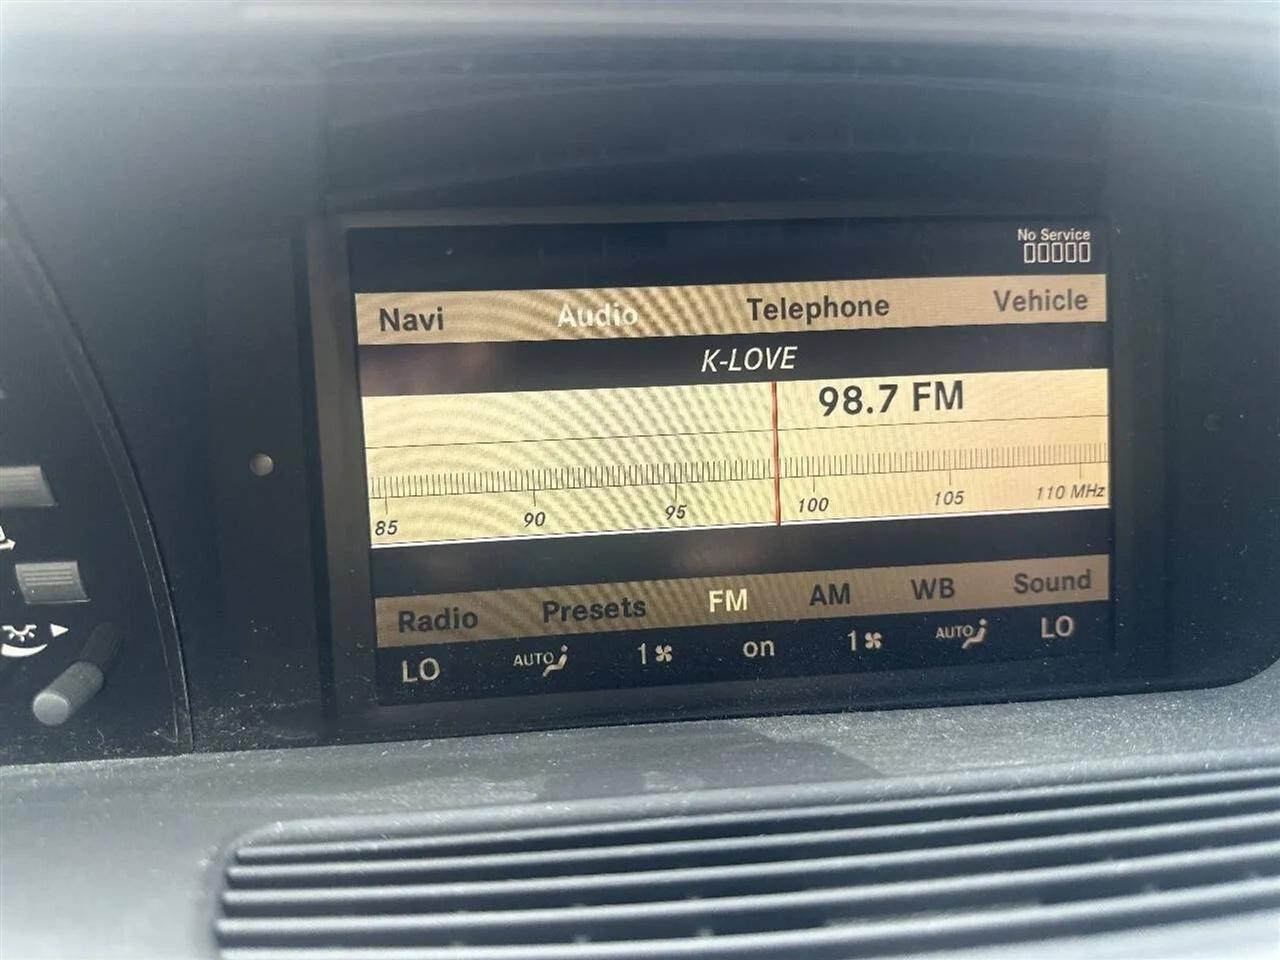 No Service
Navi Audio Telephone Vehicle
K-LOVE
98.7 FM
85 90 95 100 105 110 MHz
Radio Presets FM AM WB Sound
LO AUTO 1 on 1 AUTO LO